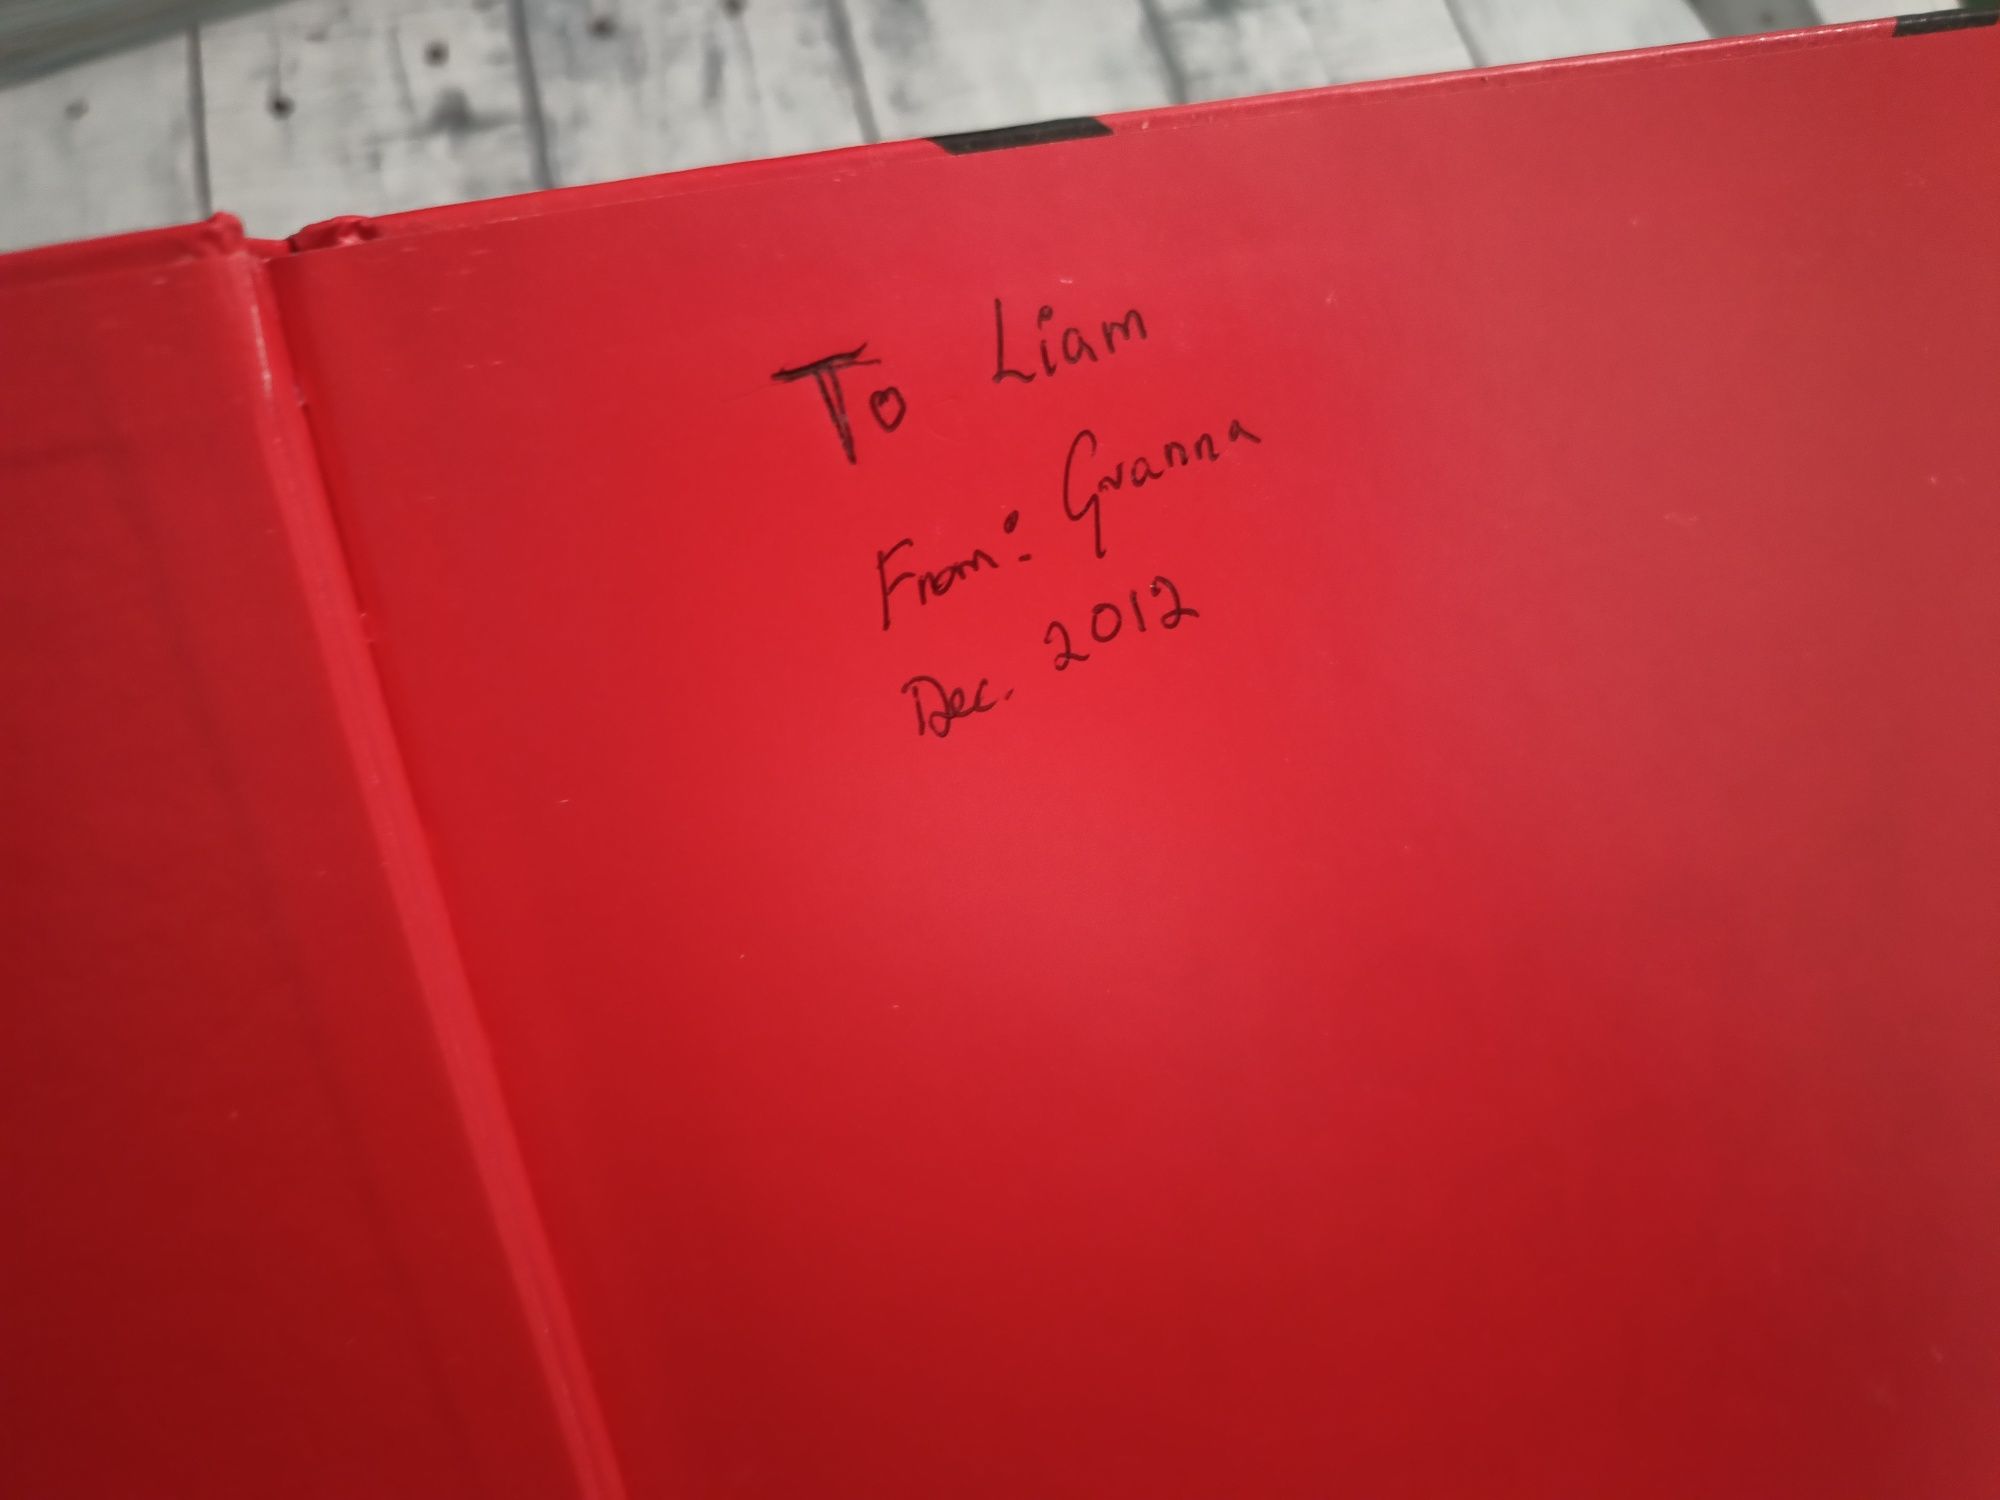 To Liam
From: Granna
Dec. 2012